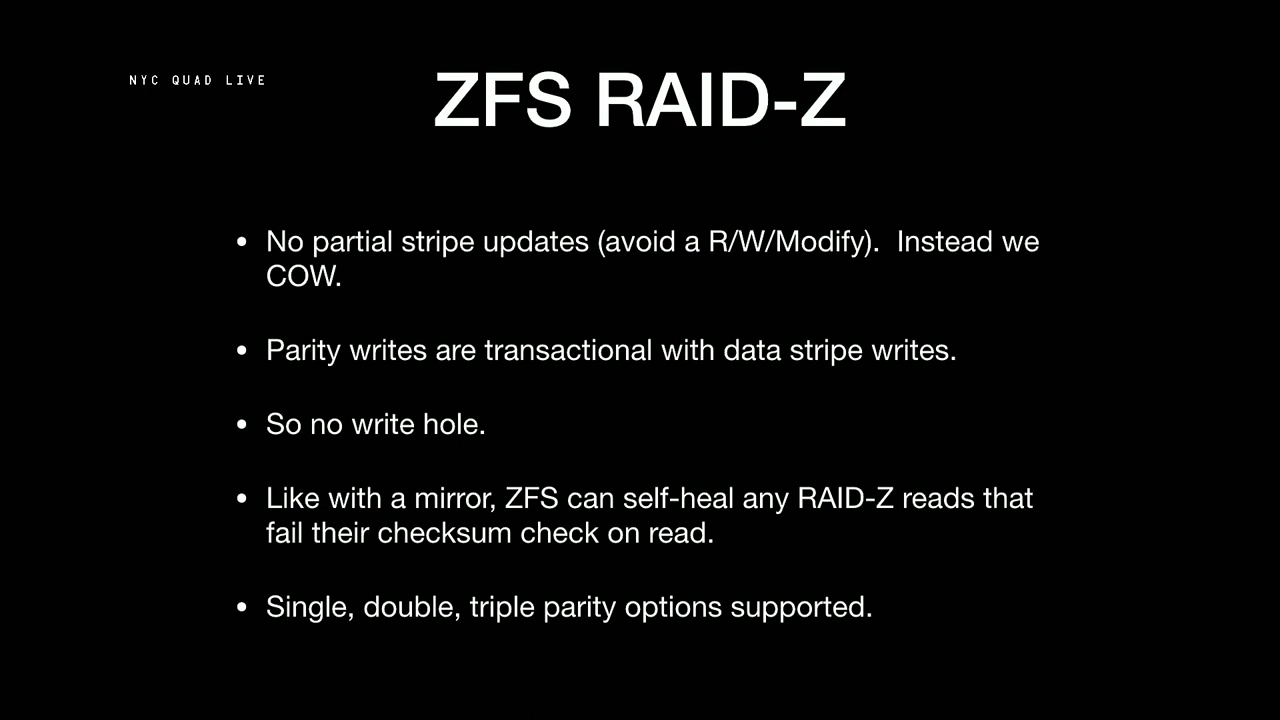 NYC QUAD LIVE
ZFS RAID-Z
• No partial stripe updates (avoid a R/W/Modify).  Instead we
COW.
• Parity writes are transactional with data stripe writes.
• So no write hole.
• Like with a mirror, ZFS can self-heal any RAID-Z reads that
fail their checksum check on read.
• Single, double, triple parity options supported.